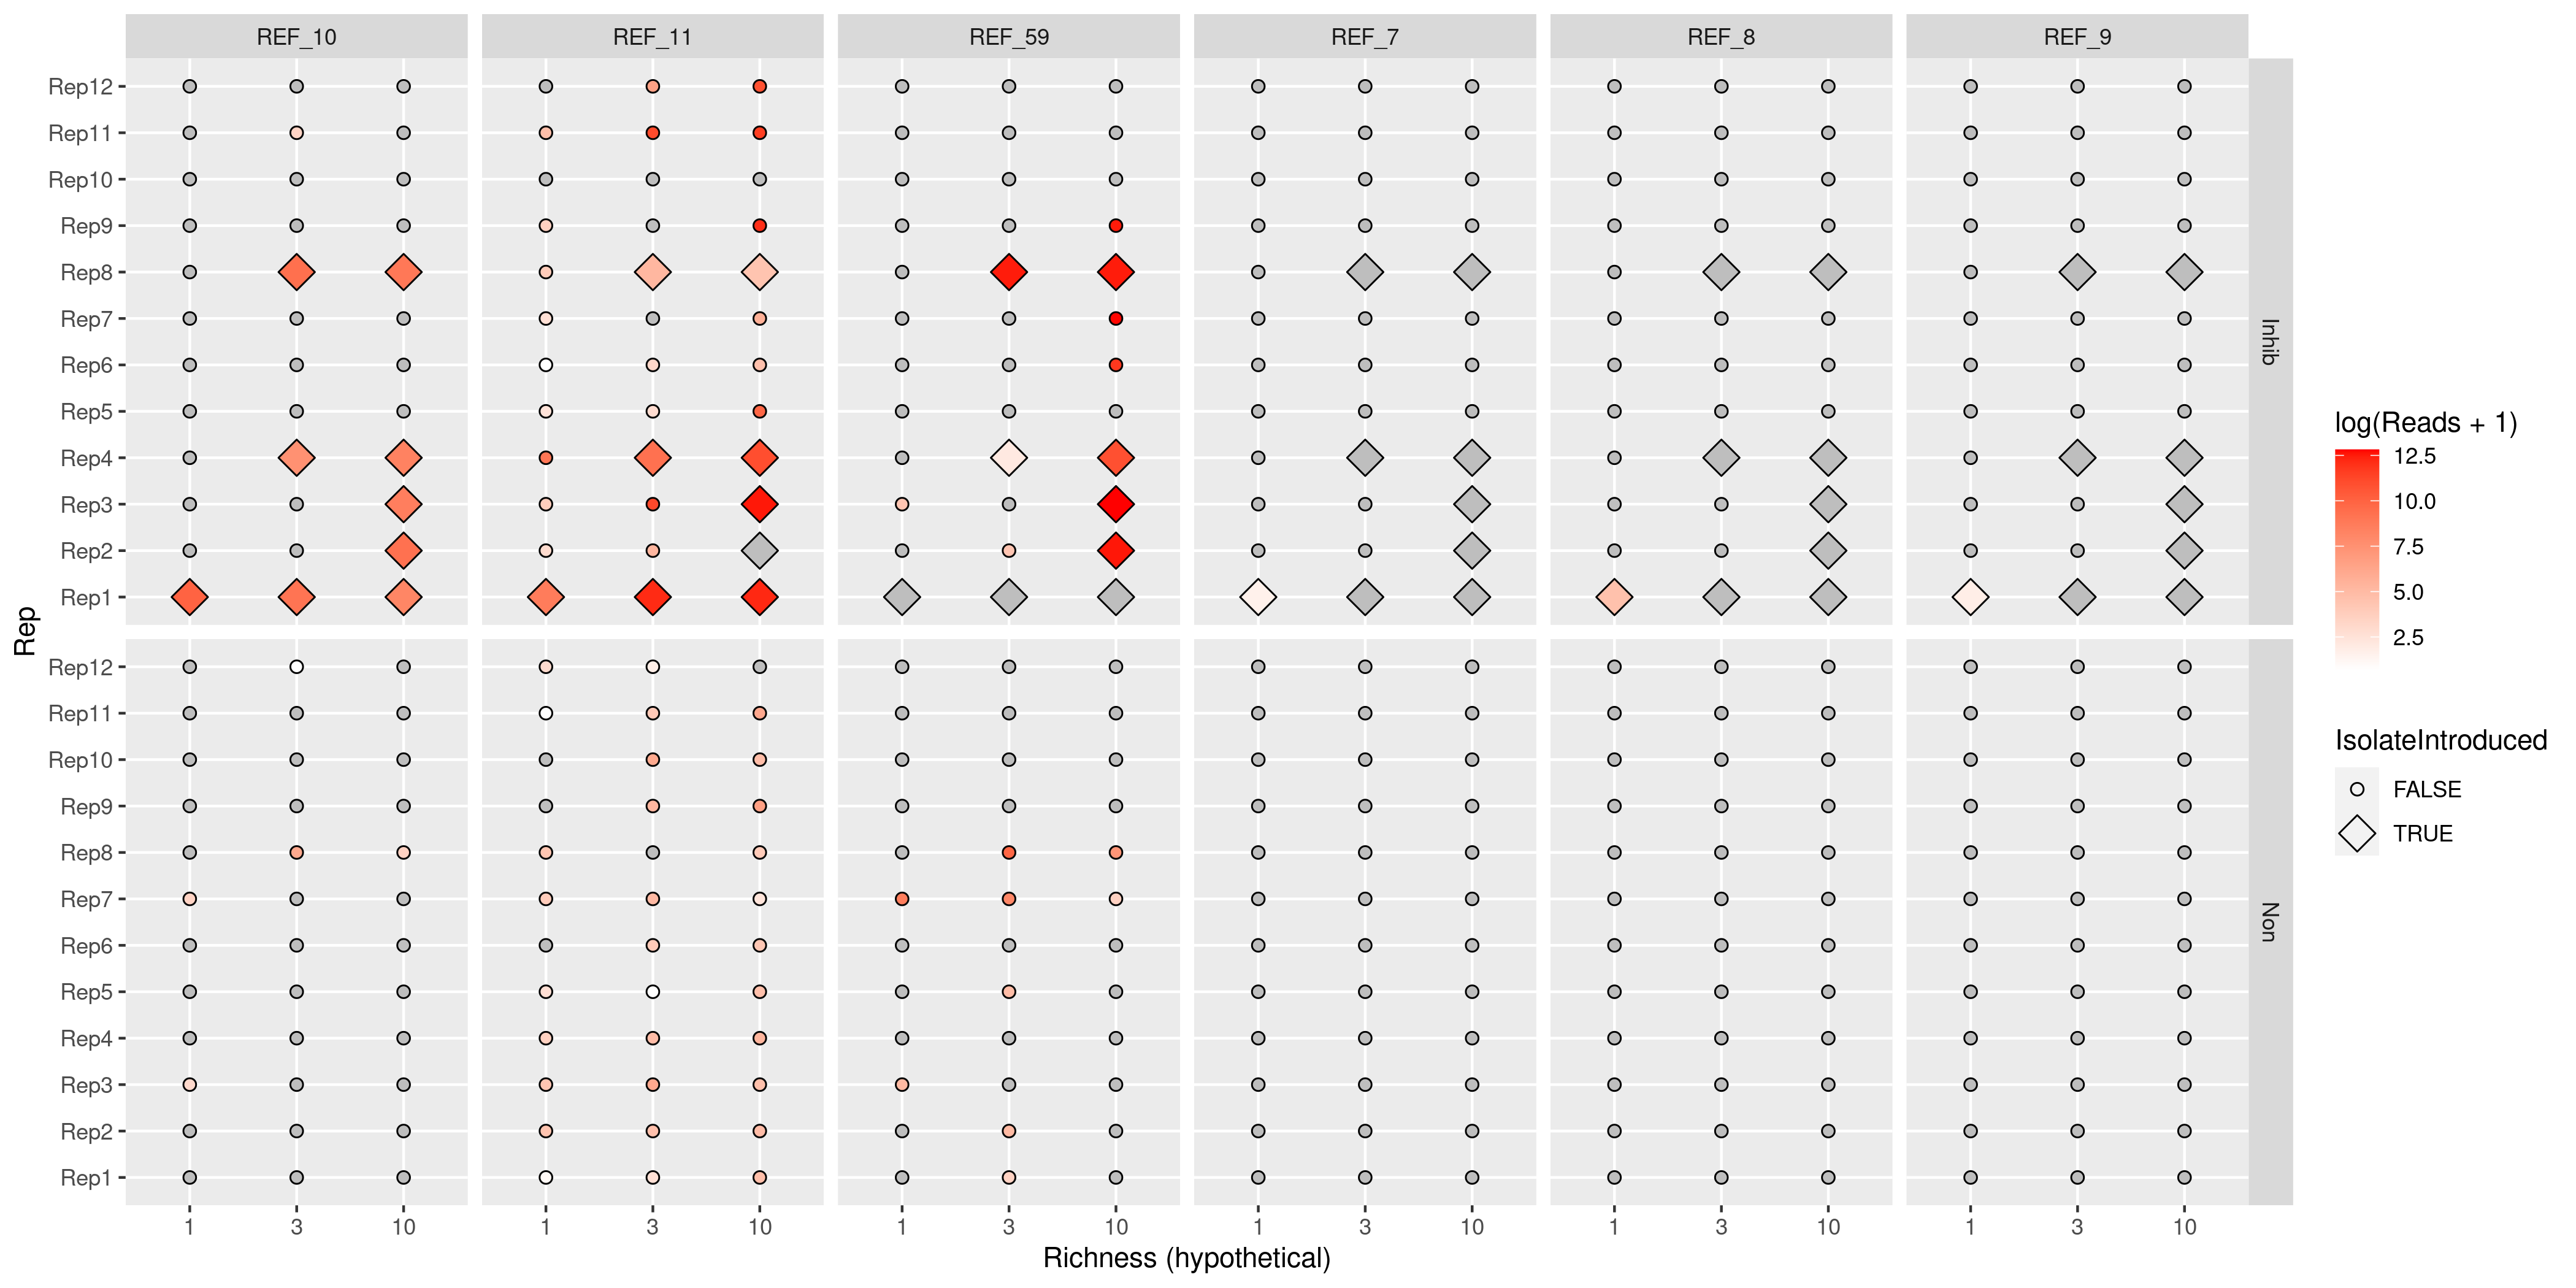 REF_10 REF_11 REF_59 REF_7 REF_8 REF_9
Rep12
Rep11
Rep10
Rep9
Rep8
Rep7
Rep6
Rep5
Rep4
Rep3
Rep2
Rep1
Inhib
Rep
Rep12
Rep11
Rep10
Rep9
Rep8
Rep7
Rep6
Rep5
Rep4
Rep3
Rep2
Rep1
Non
1 3 10 1 3 10 1 3 10 1 3 10 1 3 10 1 3 10
Richness (hypothetical)
log(Reads + 1)
12.5
10.0
7.5
5.0
2.5
IsolateIntroduced
FALSE
TRUE